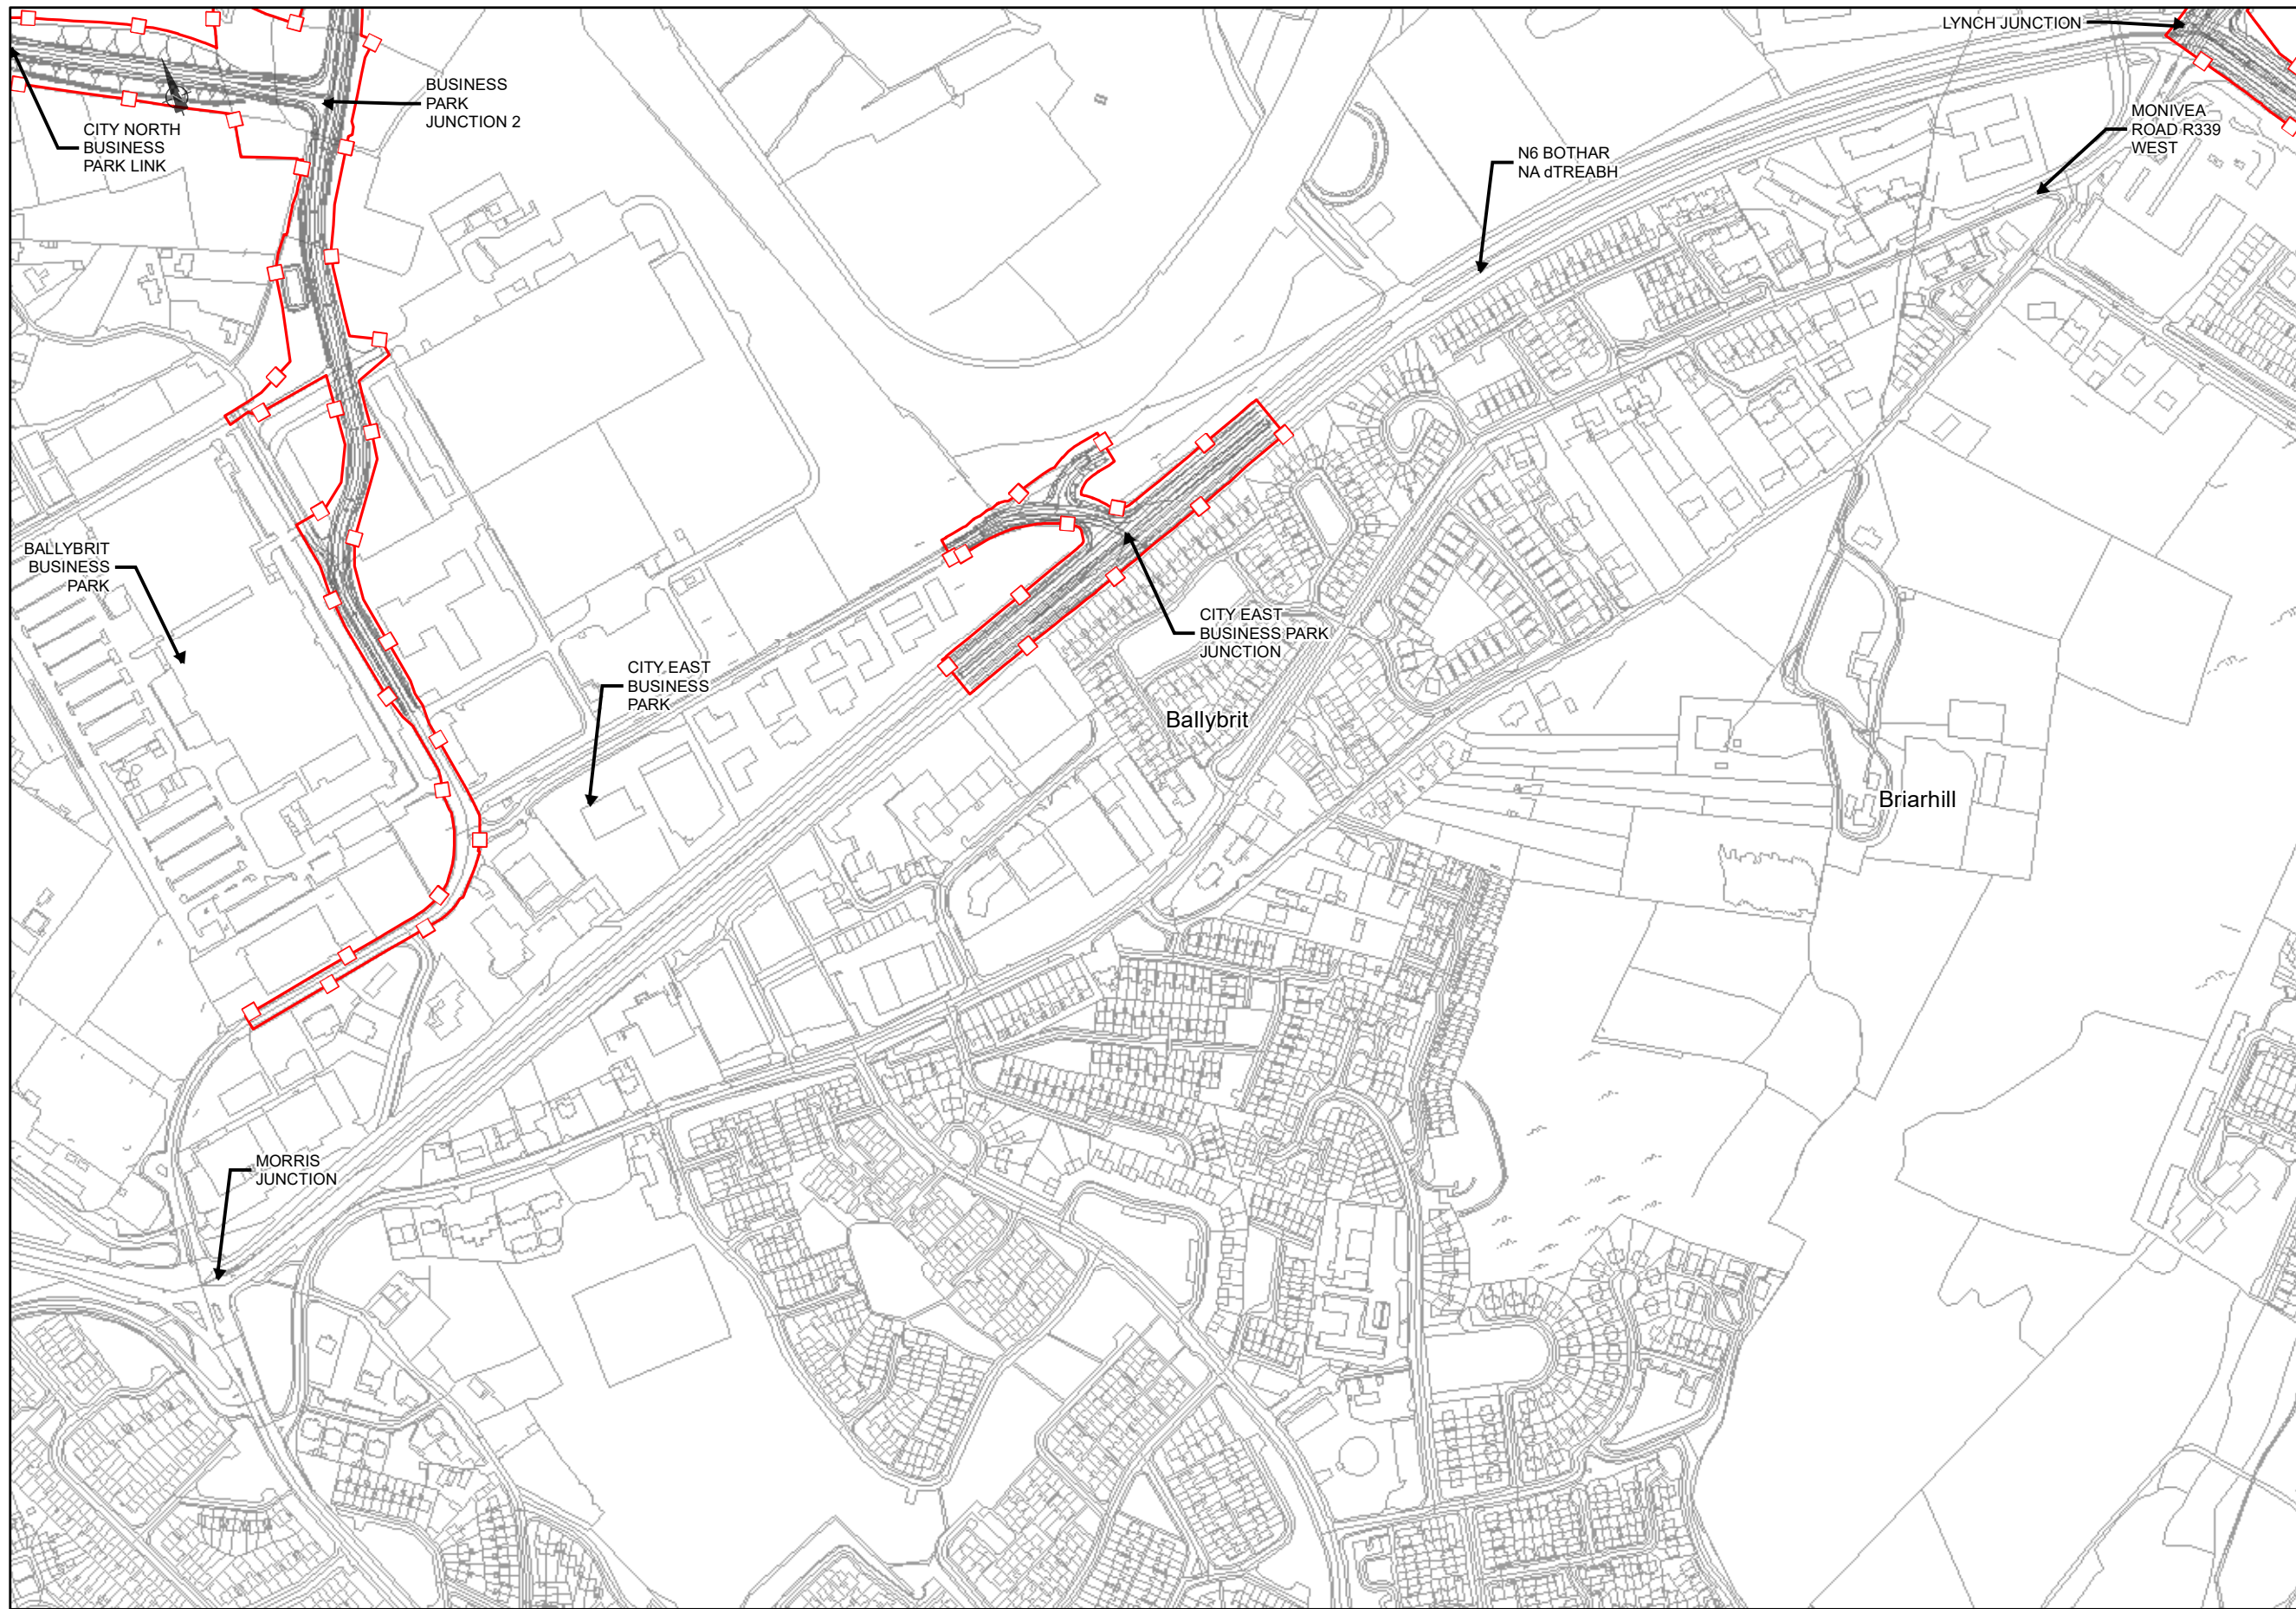 LYNCH JUNCTION
BUSINESS
PARK
JUNCTION 2
CITY NORTH
BUSINESS
PARK LINK
MONIVEA
ROAD R339
WEST
N6 BOTHAR
NA dTREABH
BALLYBRIT
BUSINESS
PARK
CITY EAST
BUSINESS PARK
JUNCTION
CITY EAST
BUSINESS
PARK
Ballybrit
Briarhill
MORRIS
JUNCTION